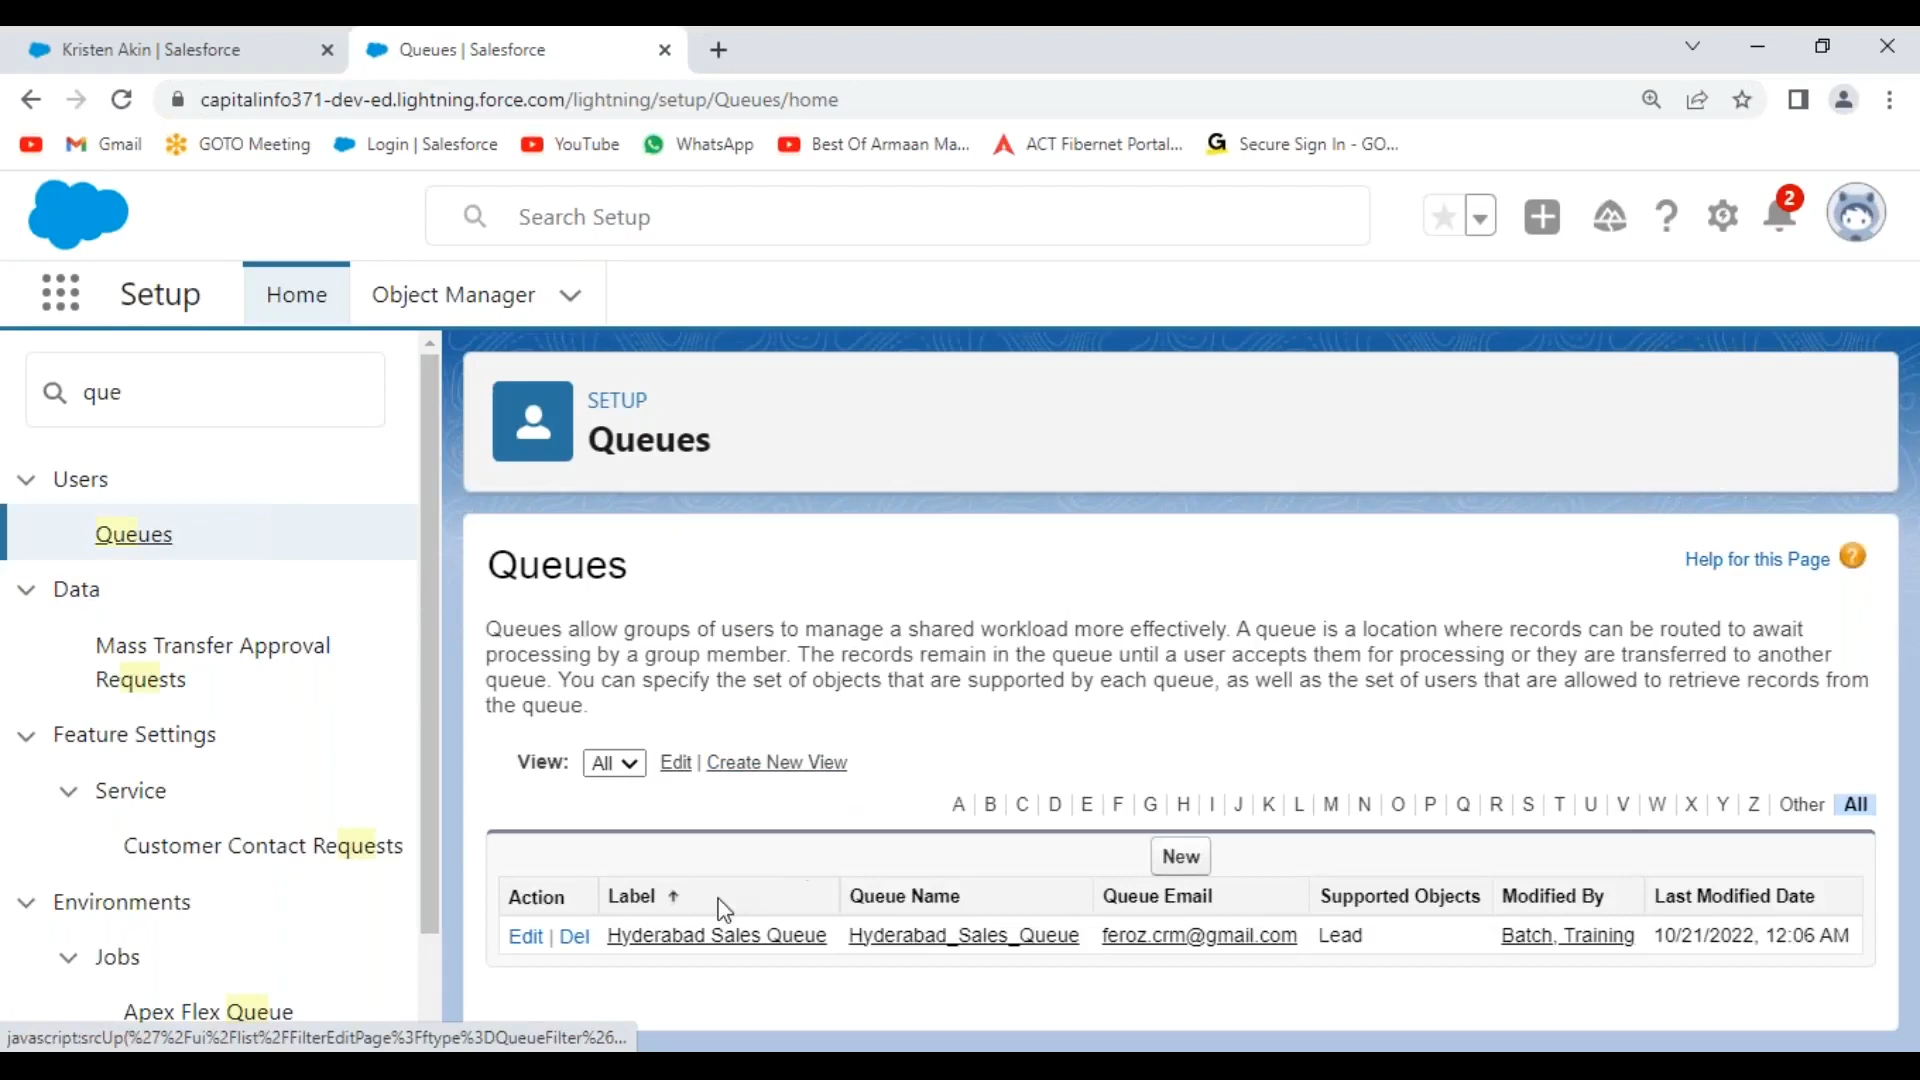 Kristen Akin | Salesforce
Queues | Salesforce
capitalinfo371-dev-ed.lightning.force.com/lightning/setup/Queues/home
Gmail
GOTO Meeting
Login | Salesforce
YouTube
WhatsApp
Best Of Armaan Ma...
ACT Fibernet Portal...
G
Secure Sign In - GO...
Search Setup
2
Setup
Home
Object Manager
que
Users
Queues
Data
Mass Transfer Approval
Requests
Feature Settings
Service
Customer Contact Requests
Environments
Jobs
Apex Flex Queue
SETUP
Queues
Queues
Help for this Page ?
Queues allow groups of users to manage a shared workload more effectively. A queue is a location where records can be routed to await
processing by a group member. The records remain in the queue until a user accepts them for processing or they are transferred to another
queue. You can specify the set of objects that are supported by each queue, as well as the set of users that are allowed to retrieve records from
the queue.
View: All Edit | Create New View
A | B | C | D | E | F | G | H | I | J | K | L | M | N | O | P | Q | R | S | T | U | V | W | X | Y | Z | Other All
New
Action Label Queue Name Queue Email Supported Objects Modified By Last Modified Date
Edit | Del Hyderabad Sales Queue Hyderabad_Sales_Queue feroz.crm@gmail.com Lead Batch, Training 10/21/2022, 12:06 AM
javascript:srcUp(%27%2Fui%2Flist%2FFilterEditPage%3Fftype%3DQueueFilter%26...